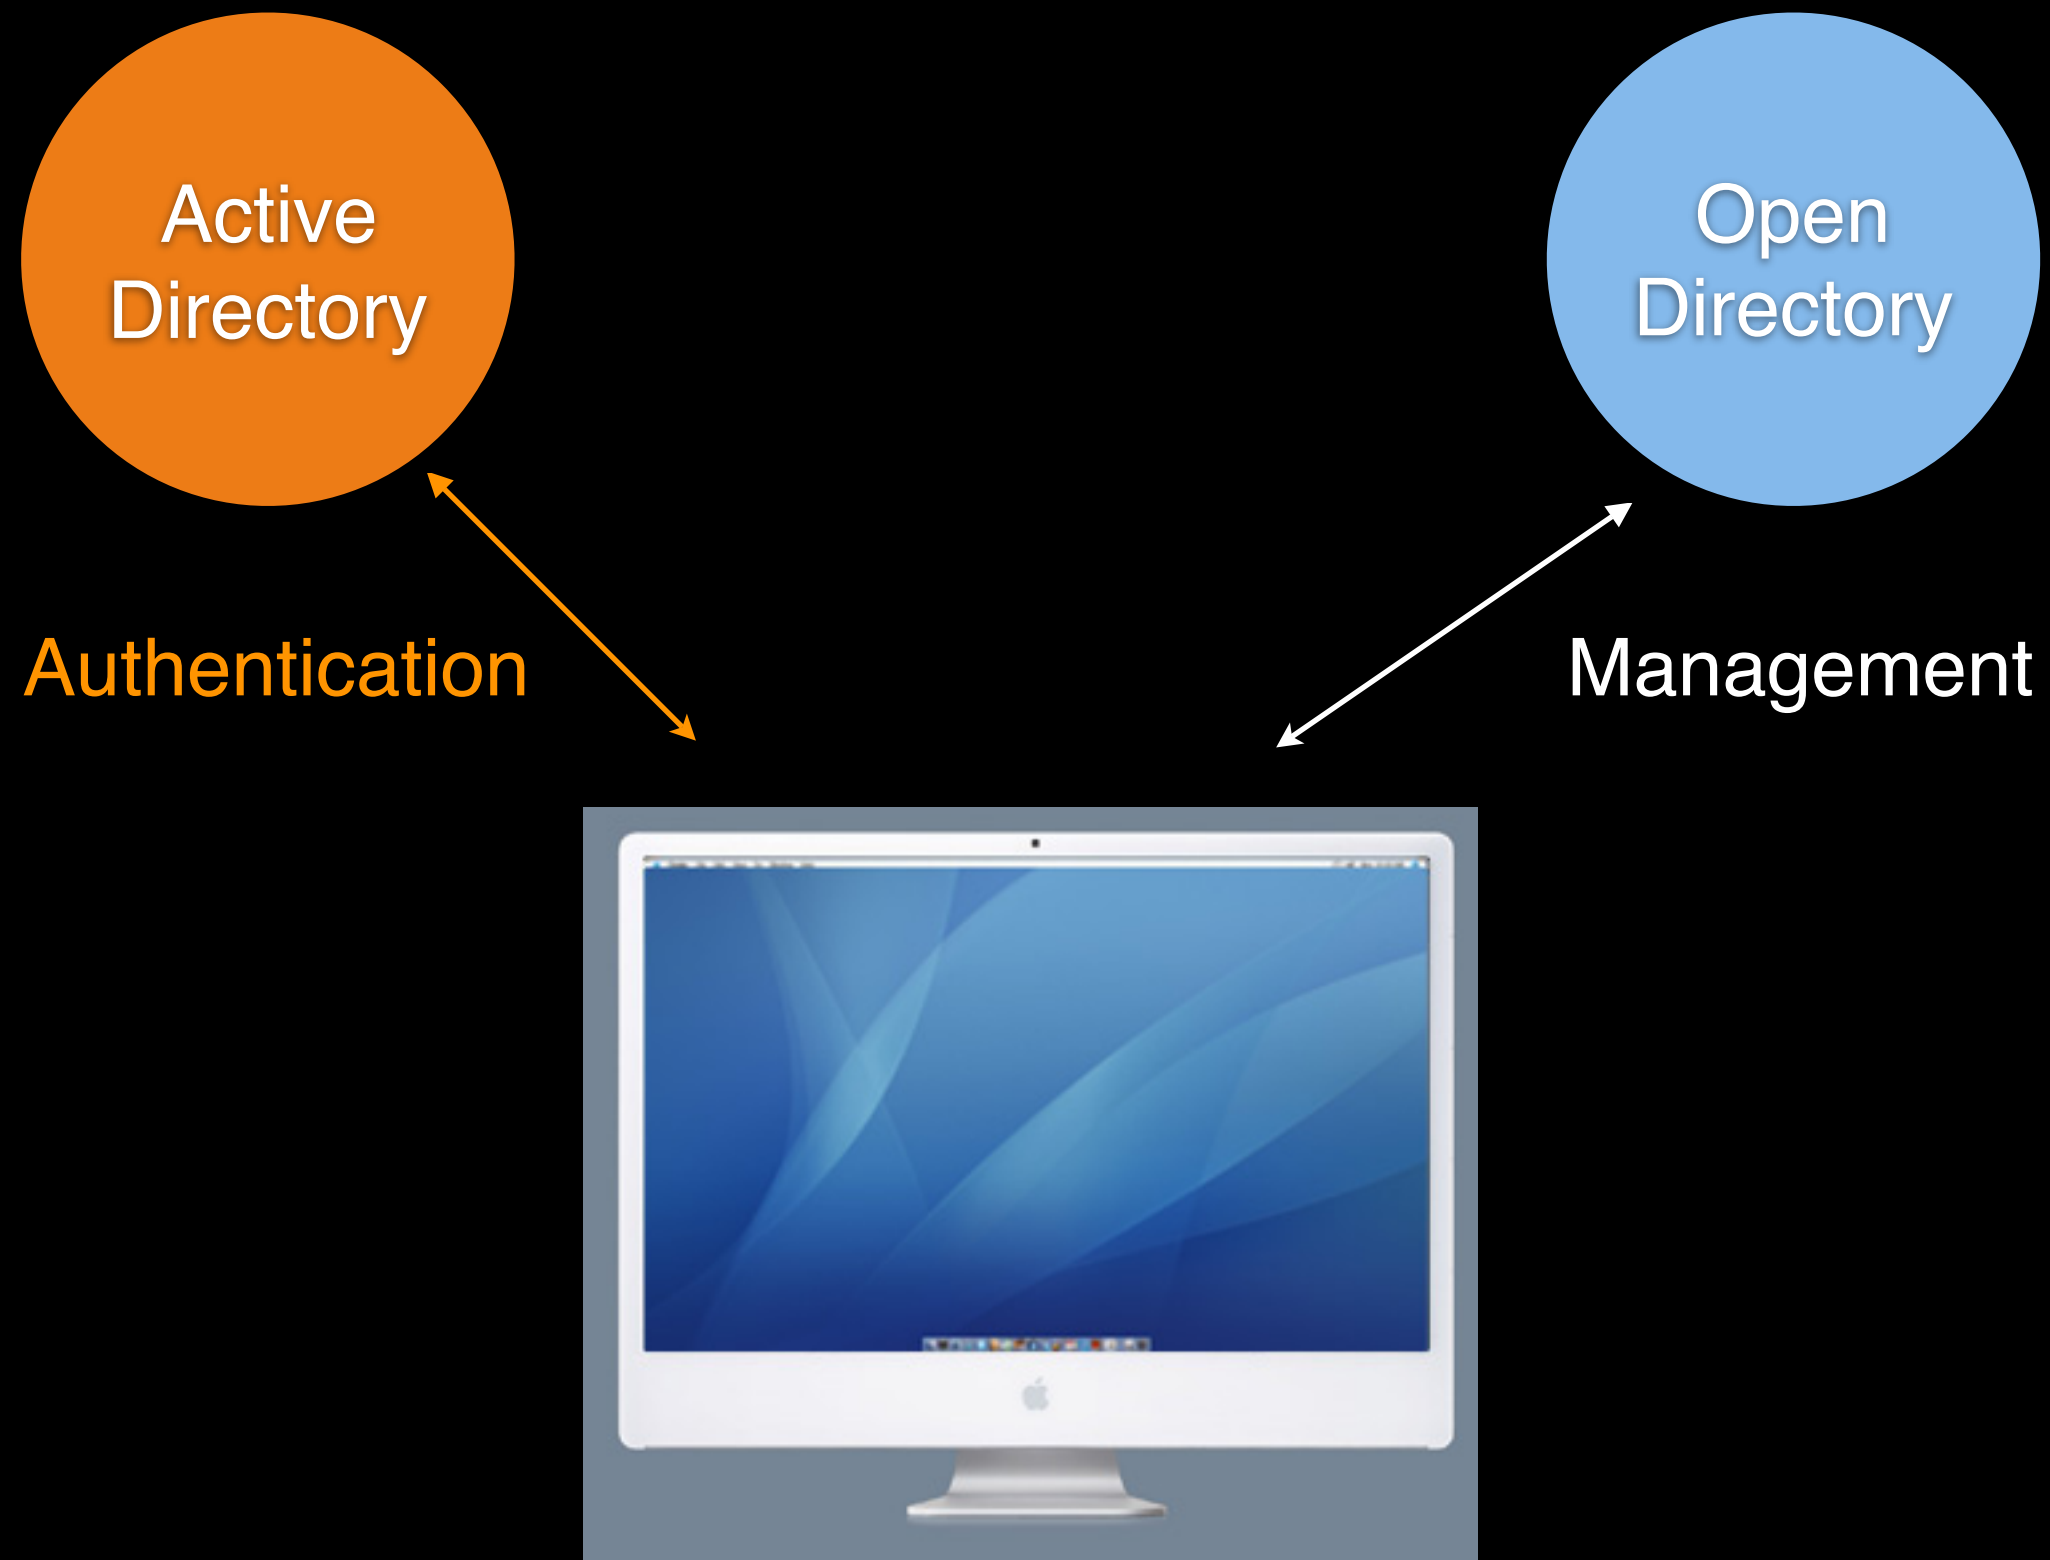 Active
Directory
Open
Directory
Authentication
Management